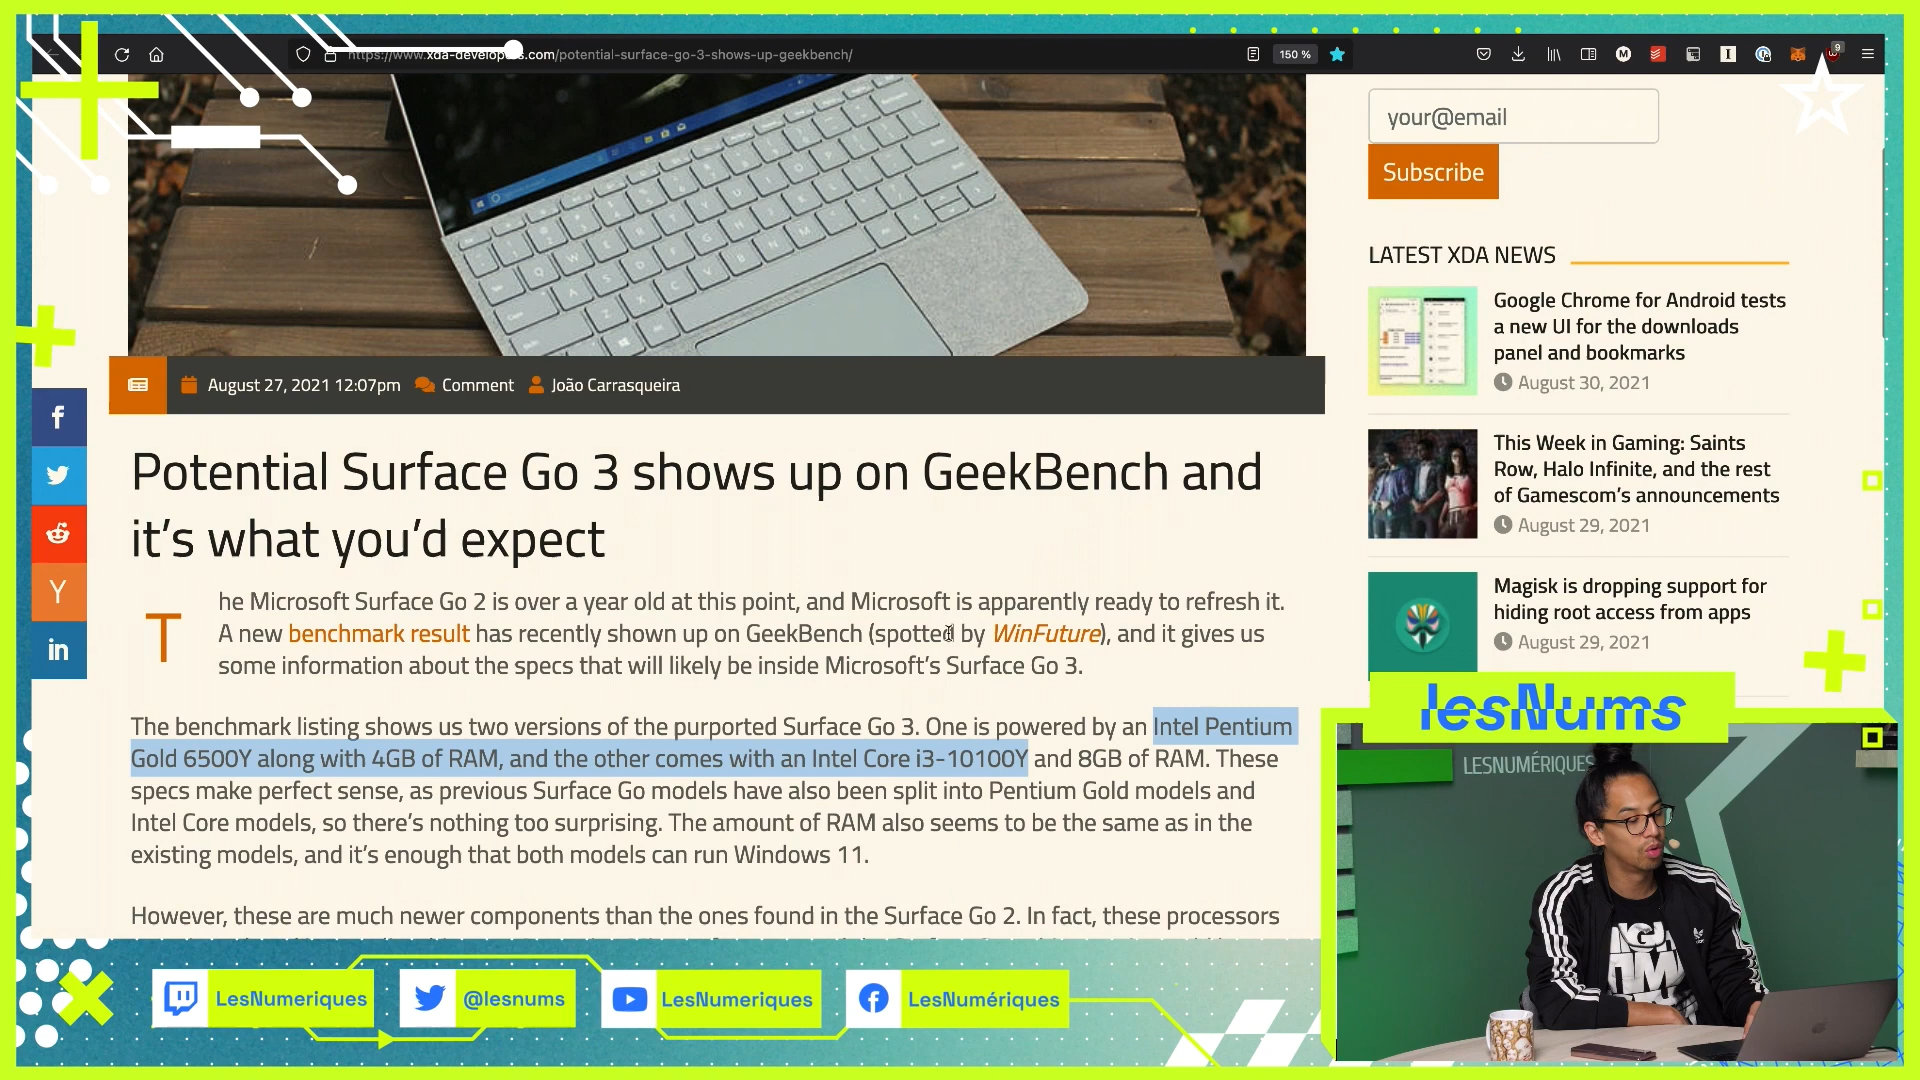 https://www.xda-developers.com/potential-surface-go-3-shows-up-geekbench/
150 %
9
your@email
Subscribe
LATEST XDA NEWS
Google Chrome for Android tests
a new UI for the downloads
panel and bookmarks
August 30, 2021
This Week in Gaming: Saints
Row, Halo Infinite, and the rest
of Gamescom's announcements
August 29, 2021
Magisk is dropping support for
hiding root access from apps
August 29, 2021
August 27, 2021 12:07pm Comment João Carrasqueira
Potential Surface Go 3 shows up on GeekBench and
it's what you'd expect
The Microsoft Surface Go 2 is over a year old at this point, and Microsoft is apparently ready to refresh it.
A new benchmark result has recently shown up on GeekBench (spotted by WinFuture), and it gives us
some information about the specs that will likely be inside Microsoft's Surface Go 3.
The benchmark listing shows us two versions of the purported Surface Go 3. One is powered by an Intel Pentium
Gold 6500Y along with 4GB of RAM, and the other comes with an Intel Core i3-10100Y and 8GB of RAM. These
specs make perfect sense, as previous Surface Go models have also been split into Pentium Gold models and
Intel Core models, so there's nothing too surprising. The amount of RAM also seems to be the same as in the
existing models, and it's enough that both models can run Windows 11.
However, these are much newer components than the ones found in the Surface Go 2. In fact, these processors
lesNums
LESNUMÉRIQUES
LesNumeriques
@lesnums
LesNumeriques
LesNumériques